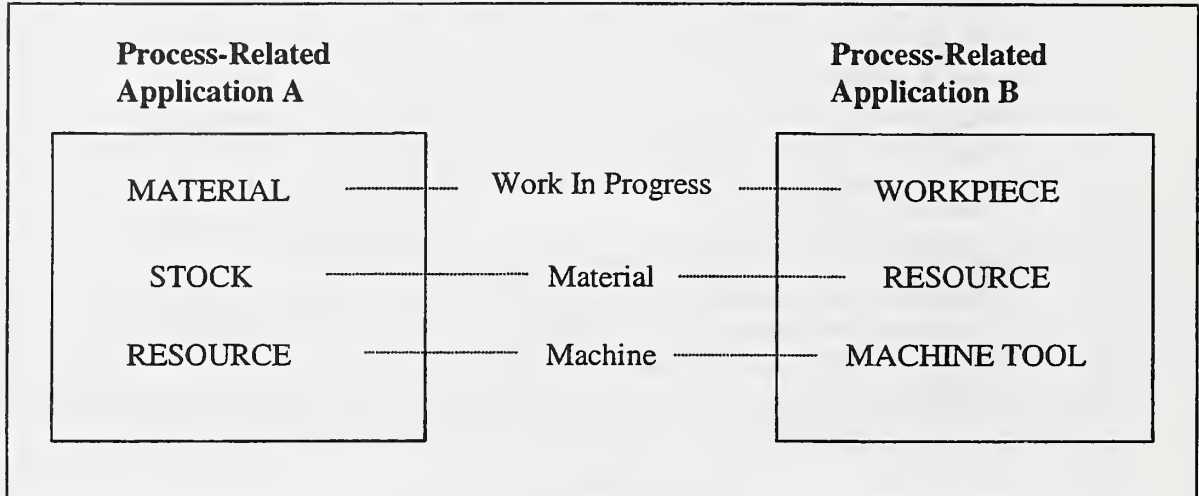 Process-Related
Application A
Process-Related
Application B
MATERIAL Work In Progress WORKPIECE
STOCK Material RESOURCE
RESOURCE Machine MACHINE TOOL